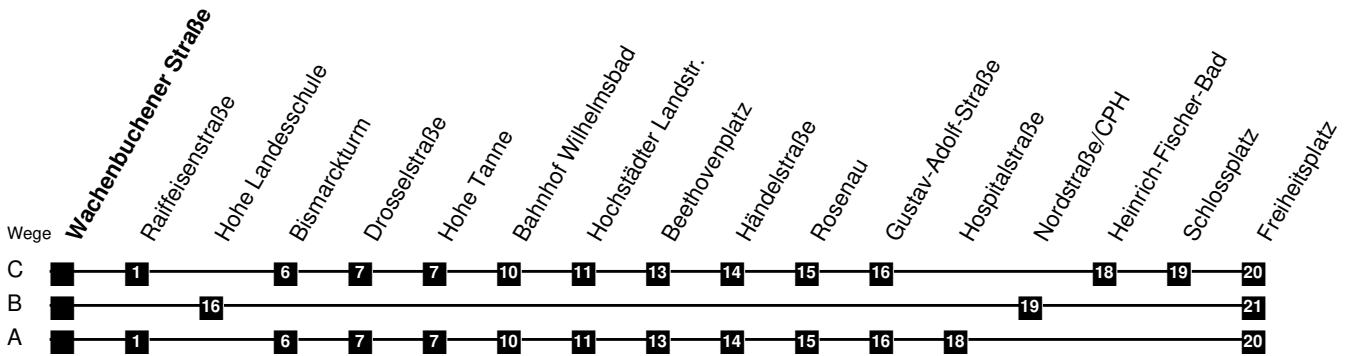 Wachenbuchener Straße
Raiffeisenstraße
Hohe Landesschule
Bismarckturm
Drosselstraße
Hohe Tanne
Bahnhof Wilhelmsbad
Hochstädter Landstr.
Beethovenplatz
Händelstraße
Rosenau
Gustav-Adolf-Straße
Hospitalstraße
Nordstraße/CPH
Heinrich-Fischer-Bad
Schlossplatz
Freiheitsplatz
Wege
C 1 6 7 7 10 11 13 14 15 16 18 19 20
B 16 19 21
A 1 6 7 7 10 11 13 14 15 16 18 20